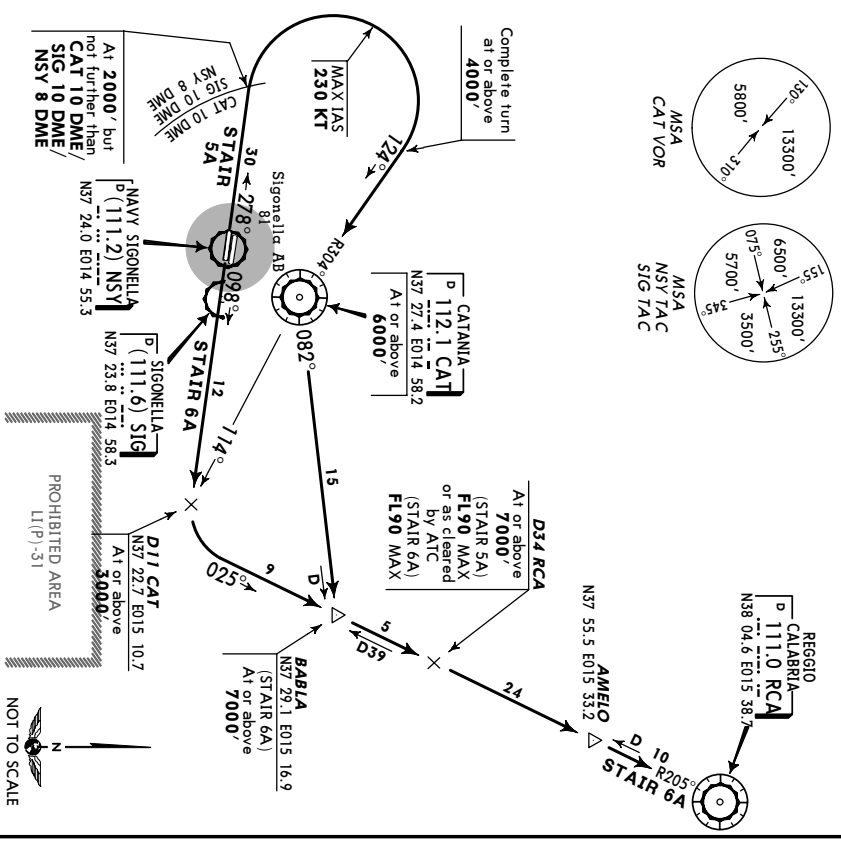 130°
13300'
5800'
310°
MSA
CAT VOR
155°
6500'
13300'
075°
5700'
3500'
255°
345°
MSA
NSY TAC
SIG TAC
REGGIO
CALABRIA
D 111.0 RCA
N38 04.6 E015 38.7
Complete turn
at or above
4000'
MAX IAS
230 KT
124°
R304°
CATANIA
D 112.1 CAT
N37 27.4 E014 58.2
At or above
6000'
D34 RCA
At or above
7000'
(STAIR 5A)
FL90 MAX
or as cleared
by ATC
(STAIR 6A)
FL90 MAX
AMELO
N37 55.5 E015 33.2
D 10
R205°
STAIR 6A
24
5
D39
082°
15
D
BABLA
N37 29.1 E015 16.9
(STAIR 6A)
At or above
7000'
9
025°
114°
D11 CAT
N37 22.7 E015 10.7
At or above
3000'
12
STAIR 6A
098°
278°
30
STAIR
5A
Sigonella AB
81
CAT 10 DME
SIG 10 DME
NSY 8 DME
At 2000' but
not further than
CAT 10 DME/
SIG 10 DME/
NSY 8 DME
NAVY SIGONELLA
D (111.2) NSY
N37 24.0 E014 55.3
SIGONELLA
D (111.6) SIG
N37 23.8 E014 58.3
PROHIBITED AREA
LI(P)-31
N
NOT TO SCALE